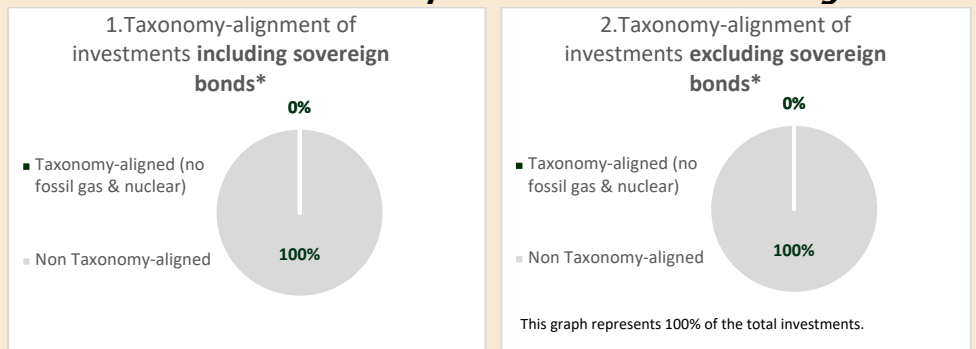 1.Taxonomy-alignment of
investments including sovereign
bonds*
0%
Taxonomy-aligned (no
fossil gas & nuclear)
Non Taxonomy-aligned
100%
2.Taxonomy-alignment of
investments excluding sovereign
bonds*
0%
Taxonomy-aligned (no
fossil gas & nuclear)
Non Taxonomy-aligned
100%
This graph represents 100% of the total investments.